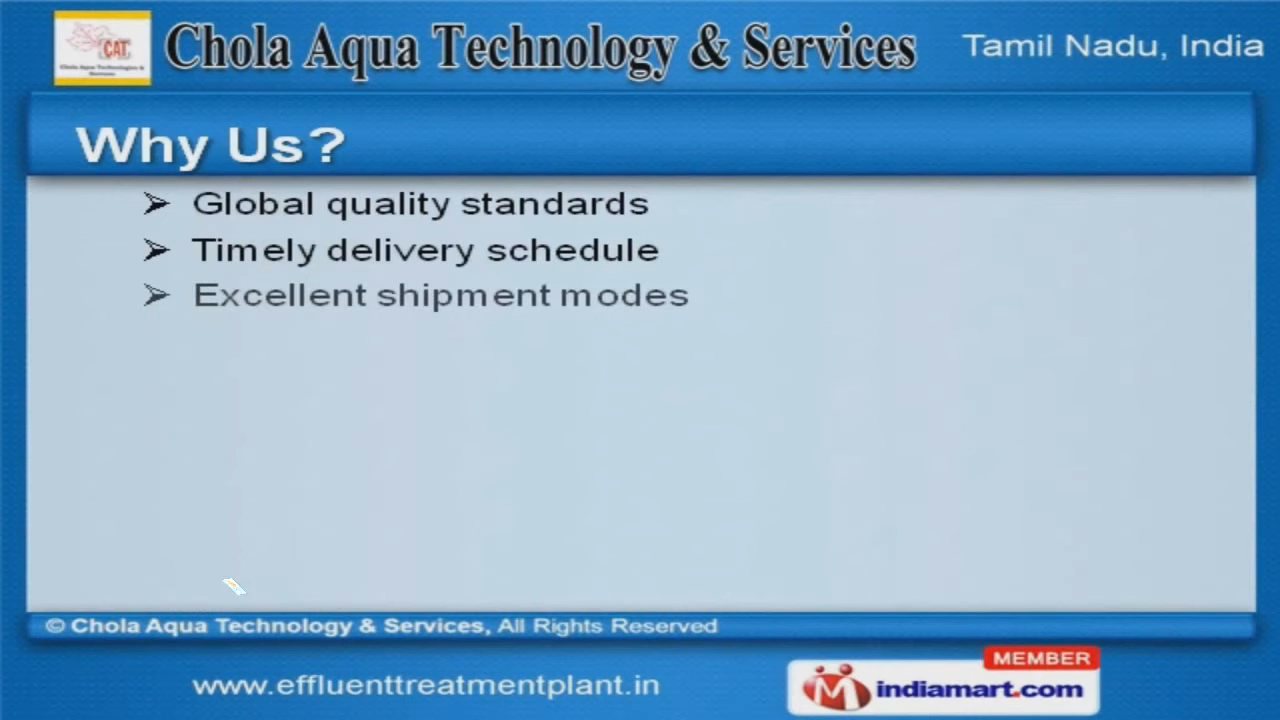 CAT
Chola Aqua Technologies &
Services
Chola Aqua Technology & Services
Tamil Nadu, India
Why Us?
➢ Global quality standards
➢ Timely delivery schedule
➢ Excellent shipment modes
© Chola Aqua Technology & Services, All Rights Reserved
www.effluenttreatmentplant.in
MEMBER
indiamart.com